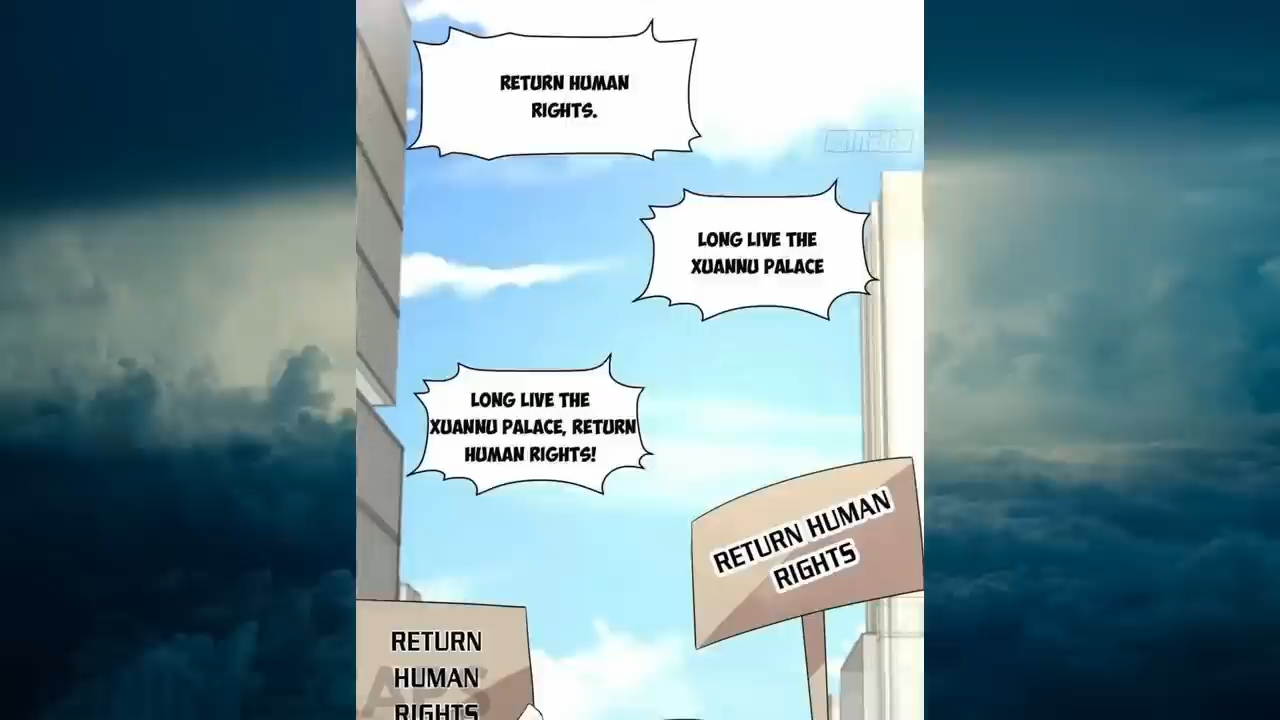 RETURN HUMAN
RIGHTS.
LONG LIVE THE
XUANNU PALACE
LONG LIVE THE
XUANNU PALACE, RETURN
HUMAN RIGHTS!
RETURN HUMAN
RIGHTS
RETURN
HUMAN
RIGHTS